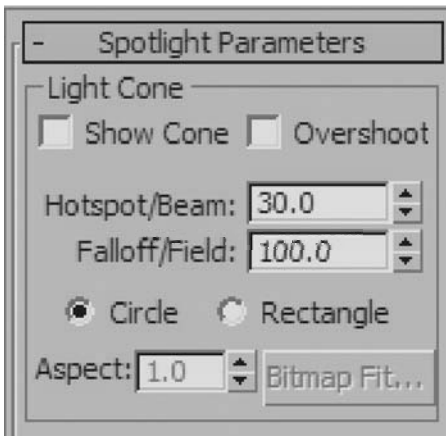 - Spotlight Parameters
Light Cone
Show Cone Overshoot
Hotspot/Beam: 30.0
Falloff/Field: 100.0
Circle Rectangle
Aspect: 1.0 Bitmap Fit...